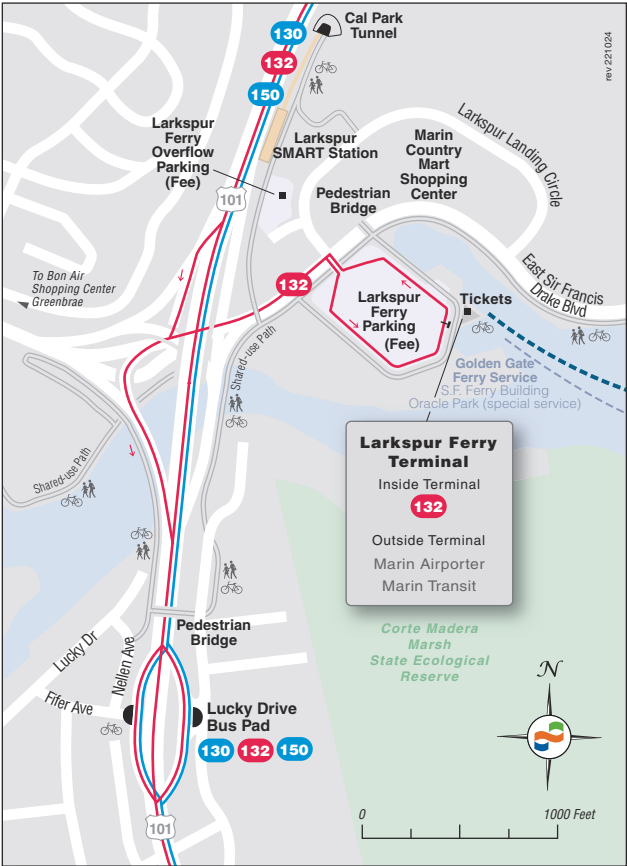 Cal Park
Tunnel
rev 221024
130
132
150
Larkspur
Ferry
Overflow
Parking
(Fee)
Larkspur
SMART Station
Marin
Country
Mart
Shopping
Center
Larkspur Landing Circle
Pedestrian
Bridge
101
To Bon Air
Shopping Center
Greenbrae
132
Larkspur
Ferry
Parking
(Fee)
Tickets
East Sir Francis
Drake Blvd
Shared-use Path
Golden Gate
Ferry Service
S.F. Ferry Building
Oracle Park (special service)
Larkspur Ferry
Terminal
Inside Terminal
132
Outside Terminal
Marin Airporter
Marin Transit
Shared-use Path
Pedestrian
Bridge
Corte Madera
Marsh
State Ecological
Reserve
Lucky Dr
Nellen Ave
Fifer Ave
Lucky Drive
Bus Pad
130 132 150
N
101
0 1000 Feet